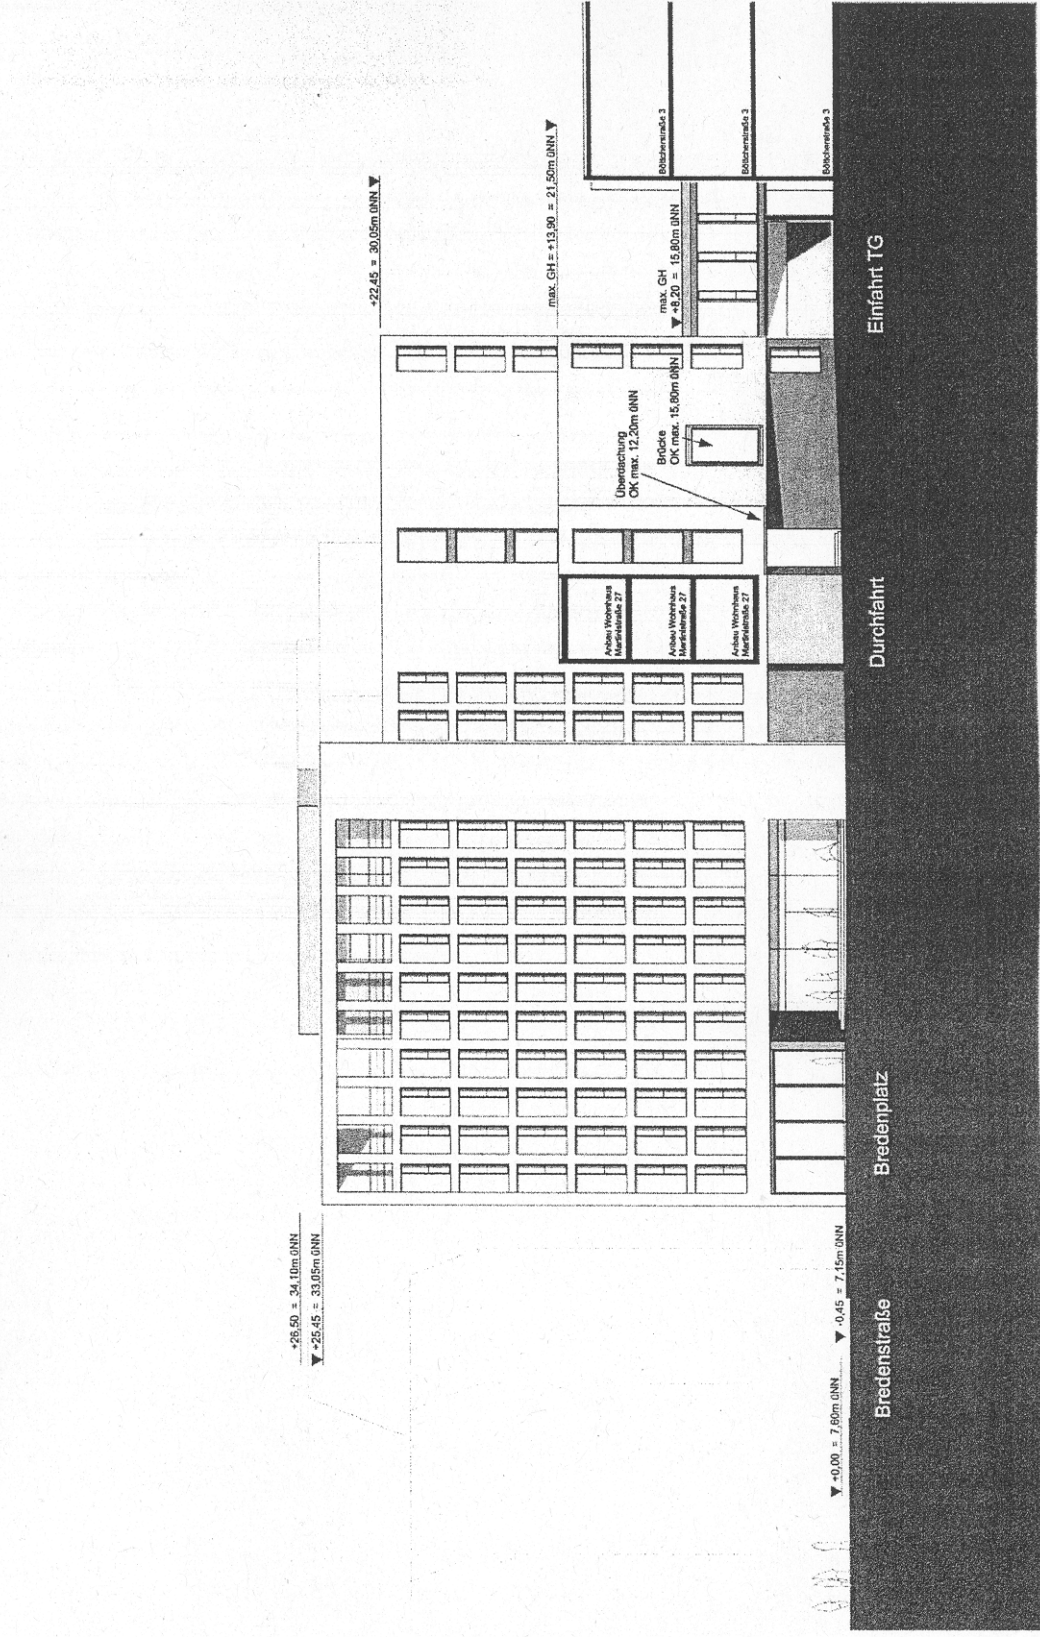 +26,50 = 34,10m üNN
+25,45 = 33,05m üNN
+22,45 = 30,05m üNN
max. GH = +13,90 = 21,50m üNN
max. GH
+8,20 = 15,80m üNN
Überdachung
OK max. 12,20m üNN
Brücke
OK max. 15,80m üNN
Anbau Wohnhaus
Martinistraße 27
Anbau Wohnhaus
Martinistraße 27
Anbau Wohnhaus
Martinistraße 27
Böttcherstraße 3
Böttcherstraße 3
Böttcherstraße 3
+0,00 = 7,60m üNN
-0,45 = 7,15m üNN
Bredenstraße
Bredenplatz
Durchfahrt
Einfahrt TG